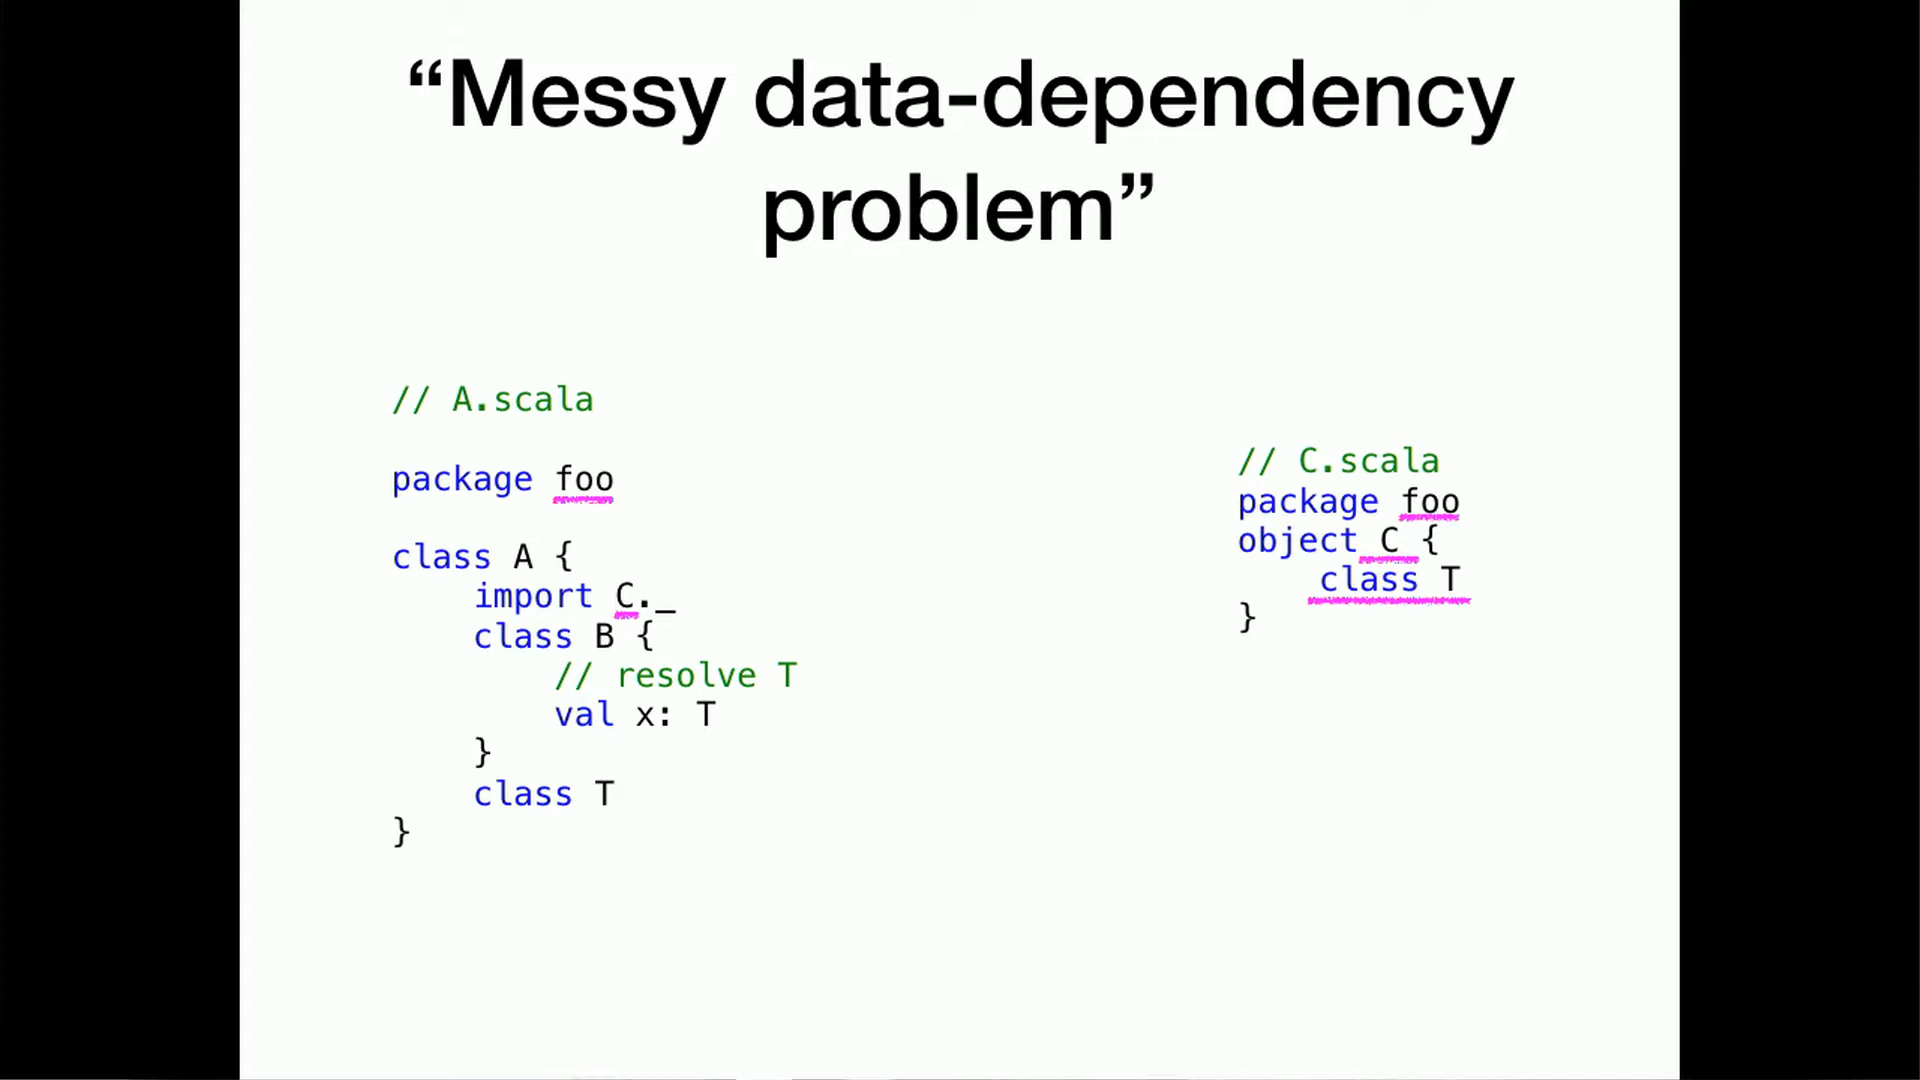 “Messy data-dependency
problem”
// A.scala
package foo
class A {
import C._
class B {
// resolve T
val x: T
}
class T
}
// C.scala
package foo
object C {
class T
}